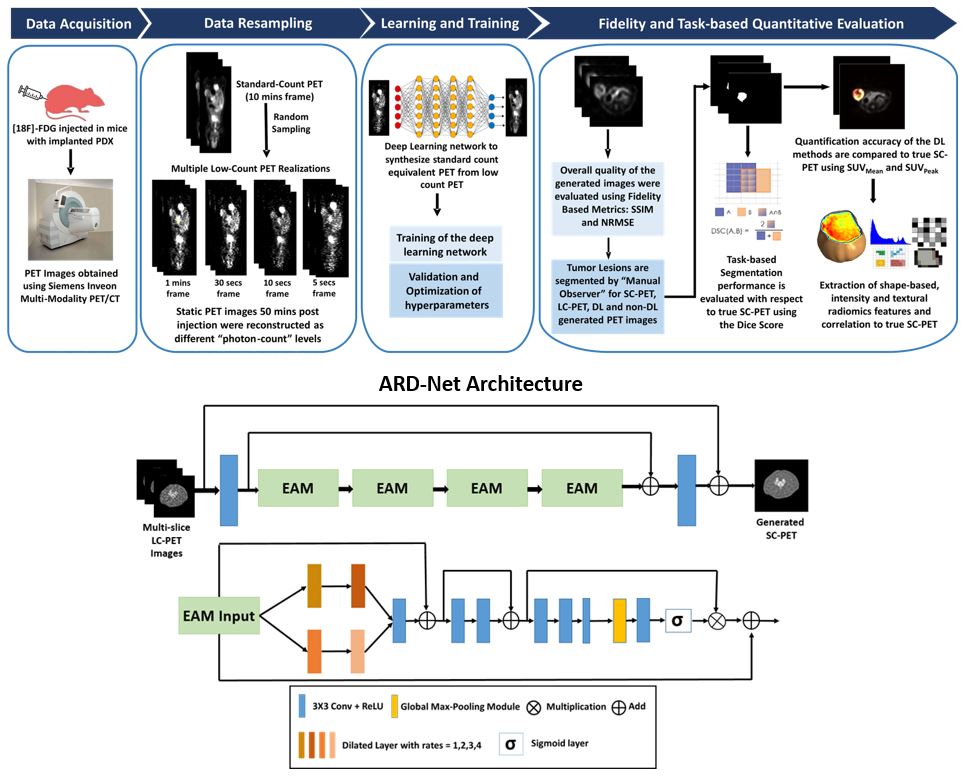 Data Acquisition
Data Resampling
Learning and Training
Fidelity and Task-based Quantitative Evaluation
[18F]-FDG injected in mice
with implanted PDX
PET Images obtained
using Siemens Inveon
Multi-Modality PET/CT
Standard-Count PET
(10 mins frame)
Random
Sampling
Multiple Low-Count PET Realizations
1 mins
frame
30 secs
frame
10 secs
frame
5 secs
frame
Static PET images 50 mins post
injection were reconstructed as
different “photon-count” levels
Deep Learning network to
synthesize standard count
equivalent PET from low
count PET
Training of the deep
learning network
Validation and
Optimization of
hyperparameters
Overall quality of the
generated images were
evaluated using Fidelity
Based Metrics: SSIM
and NRMSE
Tumor Lesions are
segmented by “Manual
Observer” for SC-PET,
LC-PET, DL and non-DL
generated PET images
A B A∩B
DSC(A,B) = 2 / +
Task-based
Segmentation
performance is
evaluated with respect
to true SC-PET using
the Dice Score
Quantification accuracy of the DL
methods are compared to true SC-
PET using SUVMean and SUVPeak
Extraction of shape-based,
intensity and textural
radiomics features and
correlation to true SC-PET
ARD-Net Architecture
EAM
EAM
EAM
EAM
Multi-slice
LC-PET
Images
Generated
SC-PET
EAM Input
σ
3X3 Conv + ReLU
Global Max-Pooling Module
Multiplication
Add
Dilated Layer with rates = 1,2,3,4
σ
Sigmoid layer